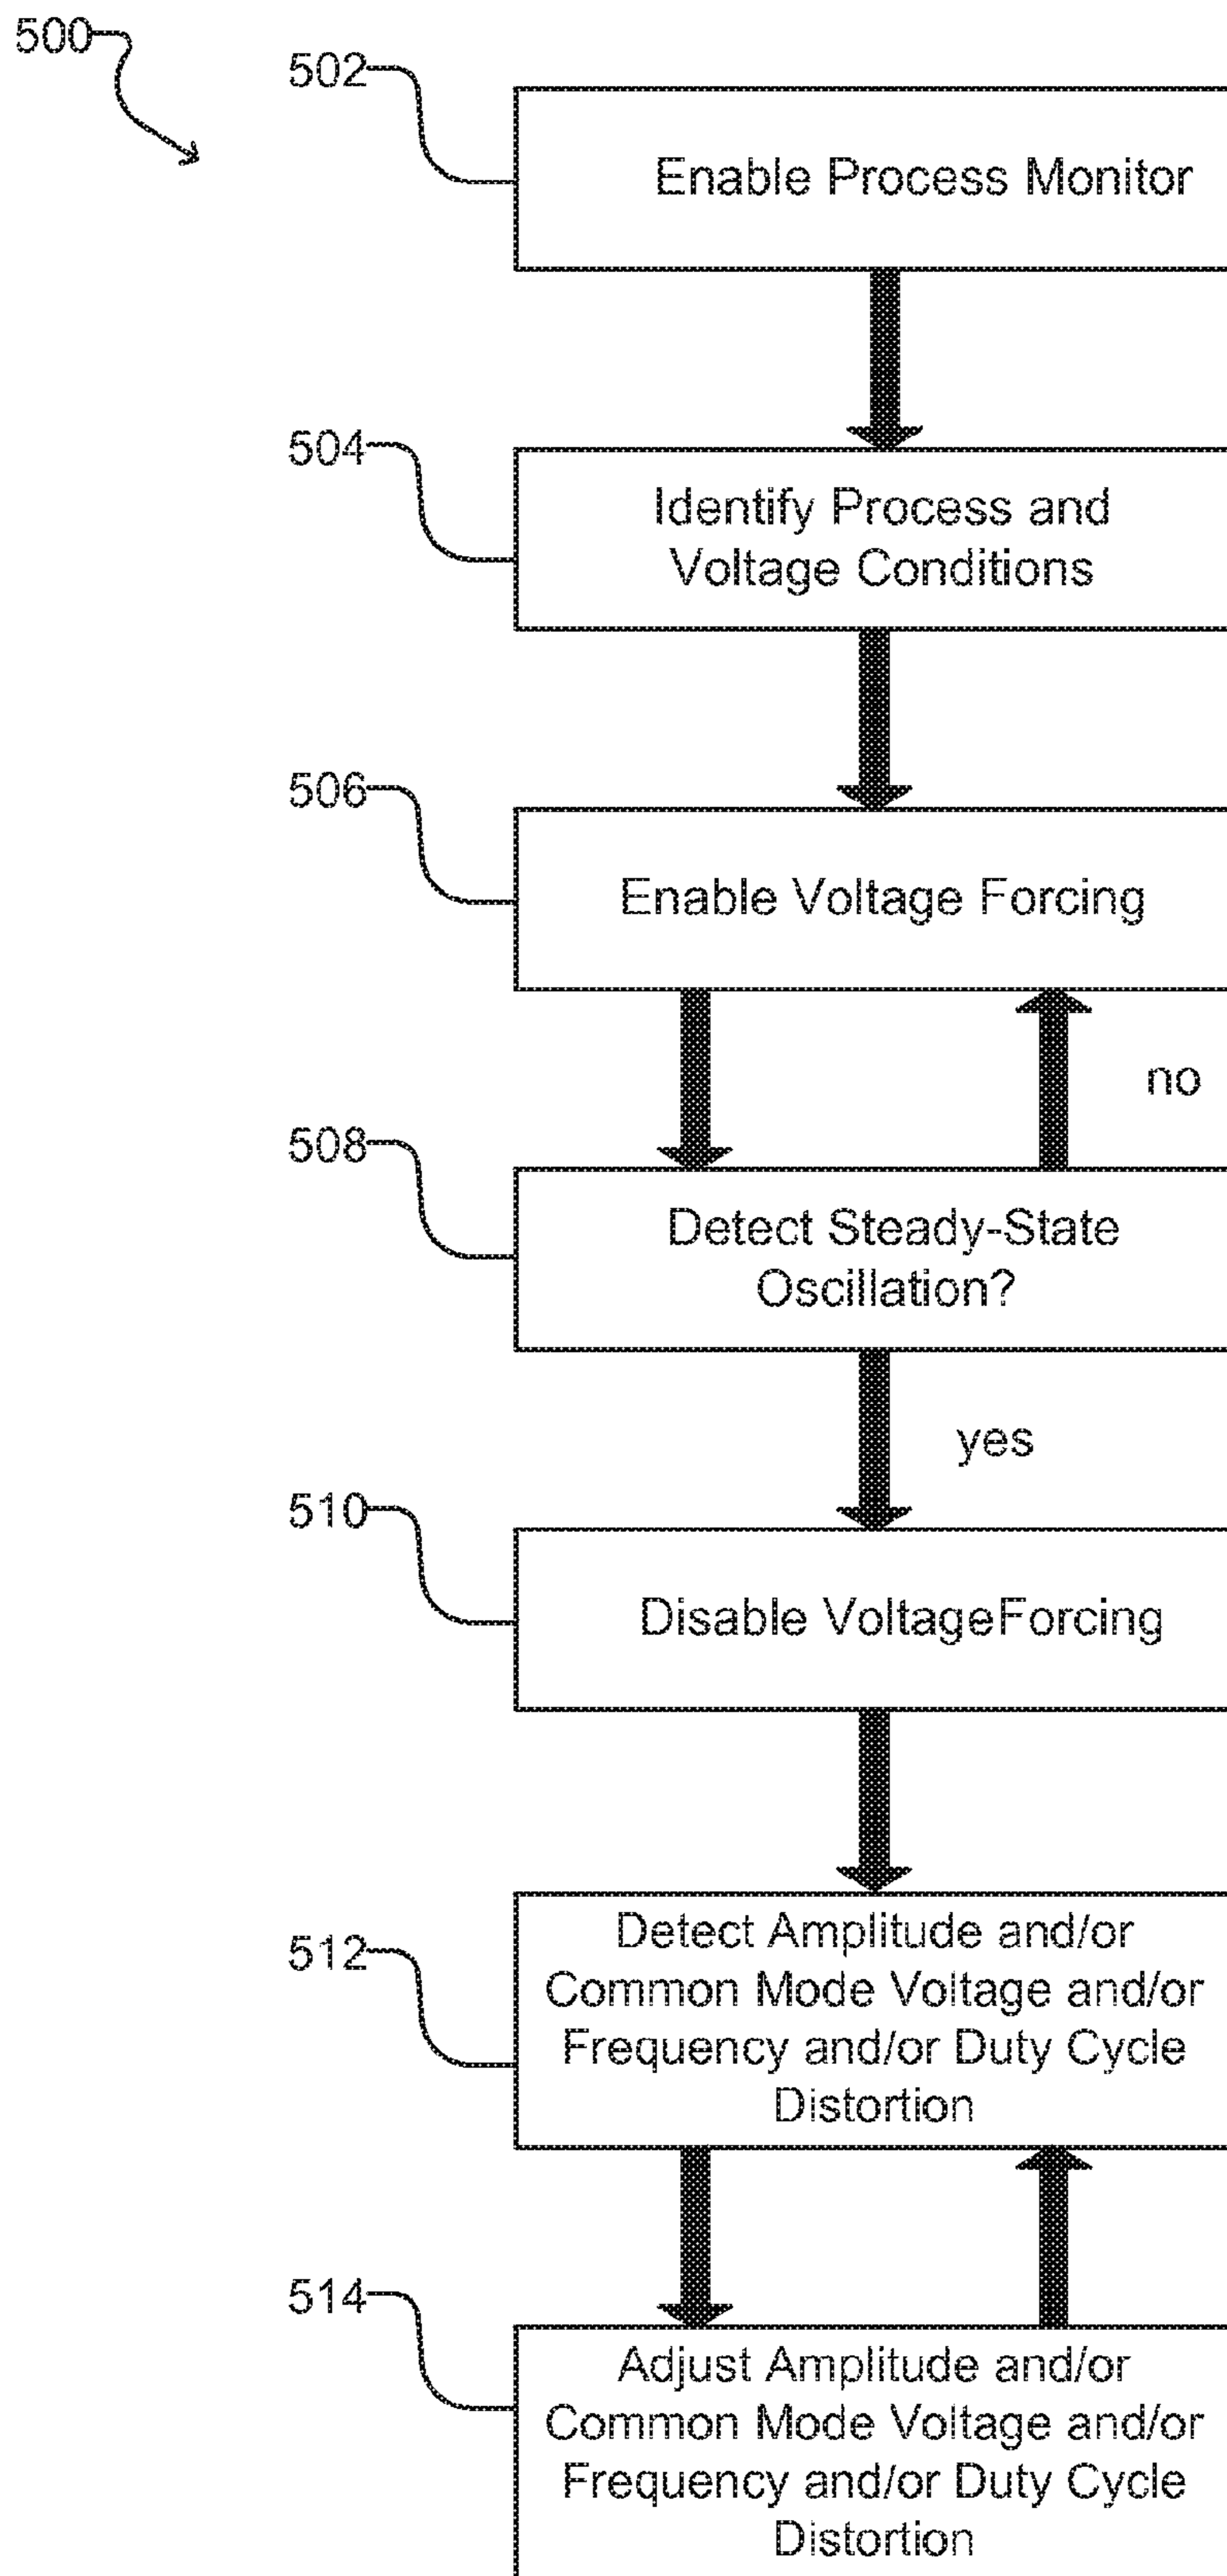 500
502
Enable Process Monitor
504
Identify Process and
Voltage Conditions
506
Enable Voltage Forcing
no
508
Detect Steady-State
Oscillation?
yes
510
Disable VoltageForcing
512
Detect Amplitude and/or
Common Mode Voltage and/or
Frequency and/or Duty Cycle
Distortion
514
Adjust Amplitude and/or
Common Mode Voltage and/or
Frequency and/or Duty Cycle
Distortion